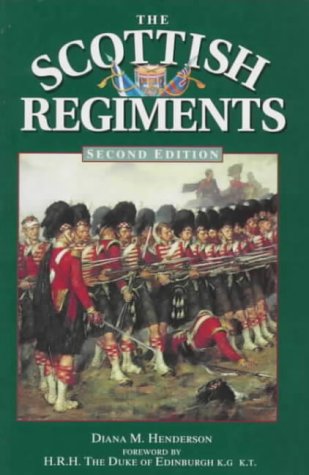 THE
SCOTTISH
REGIMENTS
SECOND EDITION
DIANA M. HENDERSON
FOREWORD BY
H.R.H. THE DUKE OF EDINBURGH K.G K.T.